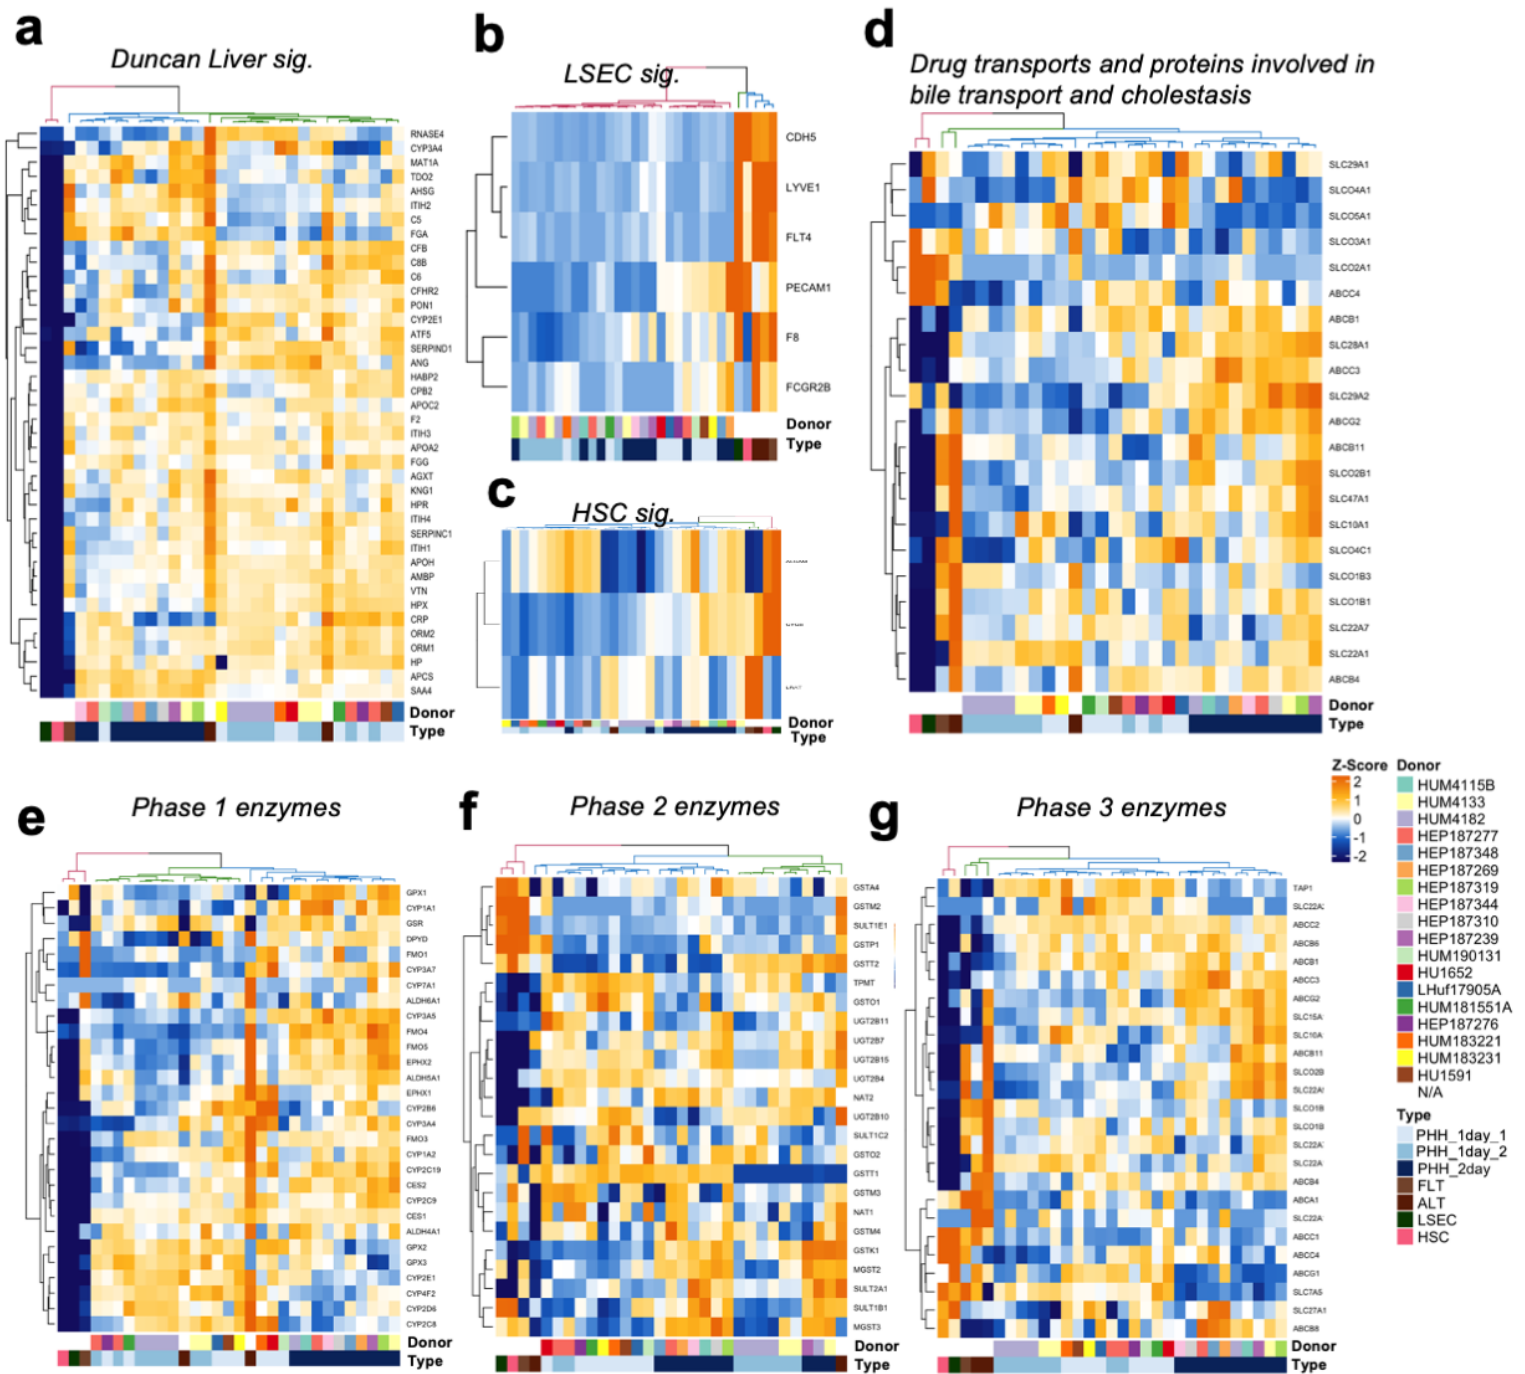 a
Duncan Liver sig.
RNASE4
CYP3A4
MAT1A
TDO2
AHSG
ITIH2
C5
FGA
CFB
C8B
C6
CFHR2
PON1
CYP2E1
ATF5
SERPIND1
ANG
HABP2
CPB2
APOC2
F2
ITIH3
APOA2
FGG
AGXT
KNG1
HPR
ITIH4
SERPINC1
ITIH1
APOH
AMBP
VTN
HPX
CRP
ORM2
ORM1
HP
APCS
SAA4
Donor
Type
b
LSEC sig.
CDH5
LYVE1
FLT4
PECAM1
F8
FCGR2B
Donor
Type
c
HSC sig.
Donor
Type
d
Drug transports and proteins involved in
bile transport and cholestasis
SLC29A1
SLCO4A1
SLCO5A1
SLCO3A1
SLCO2A1
ABCC4
ABCB1
SLC28A1
ABCC3
SLC29A2
ABCG2
ABCB11
SLCO2B1
SLC47A1
SLC10A1
SLCO4C1
SLCO1B3
SLCO1B1
SLC22A7
SLC22A1
ABCB4
Donor
Type
e
Phase 1 enzymes
GPX1
CYP1A1
GSR
DPYD
FMO1
CYP3A7
CYP7A1
ALDH6A1
CYP3A5
FMO4
FMO5
EPHX2
ALDH5A1
EPHX1
CYP2B6
CYP3A4
FMO3
CYP1A2
CYP2C19
CES2
CYP2C9
CES1
ALDH4A1
GPX2
GPX3
CYP2E1
CYP4F2
CYP2D6
CYP2C8
Donor
Type
f
Phase 2 enzymes
GSTA4
GSTM2
SULT1E1
GSTP1
GSTT2
TPMT
GSTO1
UGT2B11
UGT2B7
UGT2B15
UGT2B4
NAT2
UGT2B10
SULT1C2
GSTO2
GSTT1
GSTM3
NAT1
GSTM4
GSTK1
MGST2
SULT2A1
SULT1B1
MGST3
Donor
Type
g
Phase 3 enzymes
TAP1
SLC22A
ABCC2
ABCB6
ABCB1
ABCC3
ABCG2
SLC15A
SLC10A
ABCB11
SLCO2B
SLC22A
SLCO1B
SLCO1B
SLC22A
SLC22A
ABCB4
ABCA1
SLC22A
ABCC1
ABCC4
ABCG1
SLC7A5
SLC27A1
ABCB8
Donor
Type
Z-Score
2
1
0
-1
-2
Donor
HUM4115B
HUM4133
HUM4182
HEP187277
HEP187348
HEP187269
HEP187319
HEP187344
HEP187310
HEP187239
HUM190131
HU1652
LHuf17905A
HUM181551A
HEP187276
HUM183221
HUM183231
HU1591
N/A
Type
PHH_1day_1
PHH_1day_2
PHH_2day
FLT
ALT
LSEC
HSC